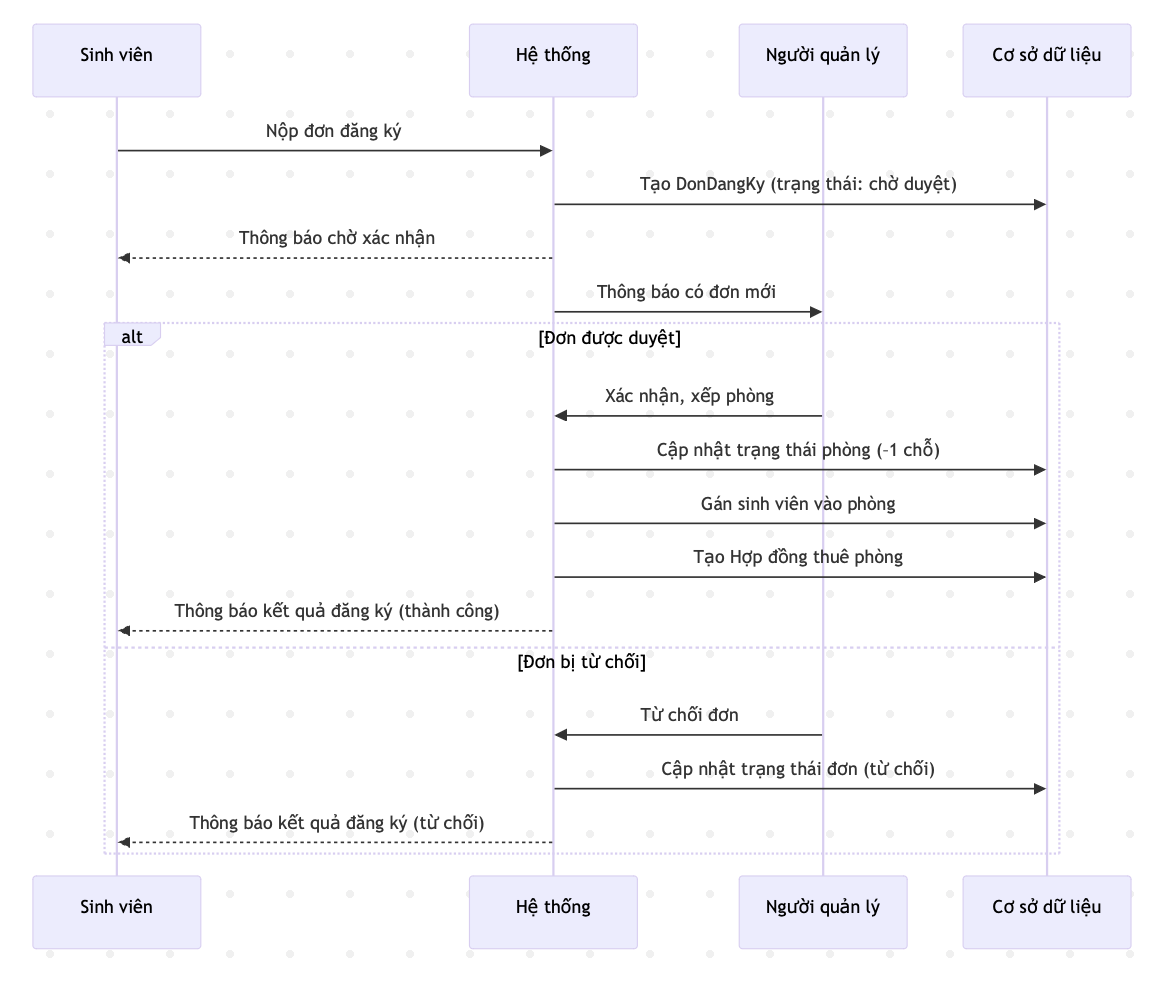 Sinh viên
Hệ thống
Người quản lý
Cơ sở dữ liệu
Nộp đơn đăng ký
Tạo DonDangKy (trạng thái: chờ duyệt)
Thông báo chờ xác nhận
Thông báo có đơn mới
alt
[Đơn được duyệt]
Xác nhận, xếp phòng
Cập nhật trạng thái phòng (-1 chỗ)
Gán sinh viên vào phòng
Tạo Hợp đồng thuê phòng
Thông báo kết quả đăng ký (thành công)
[Đơn bị từ chối]
Từ chối đơn
Cập nhật trạng thái đơn (từ chối)
Thông báo kết quả đăng ký (từ chối)
Sinh viên
Hệ thống
Người quản lý
Cơ sở dữ liệu